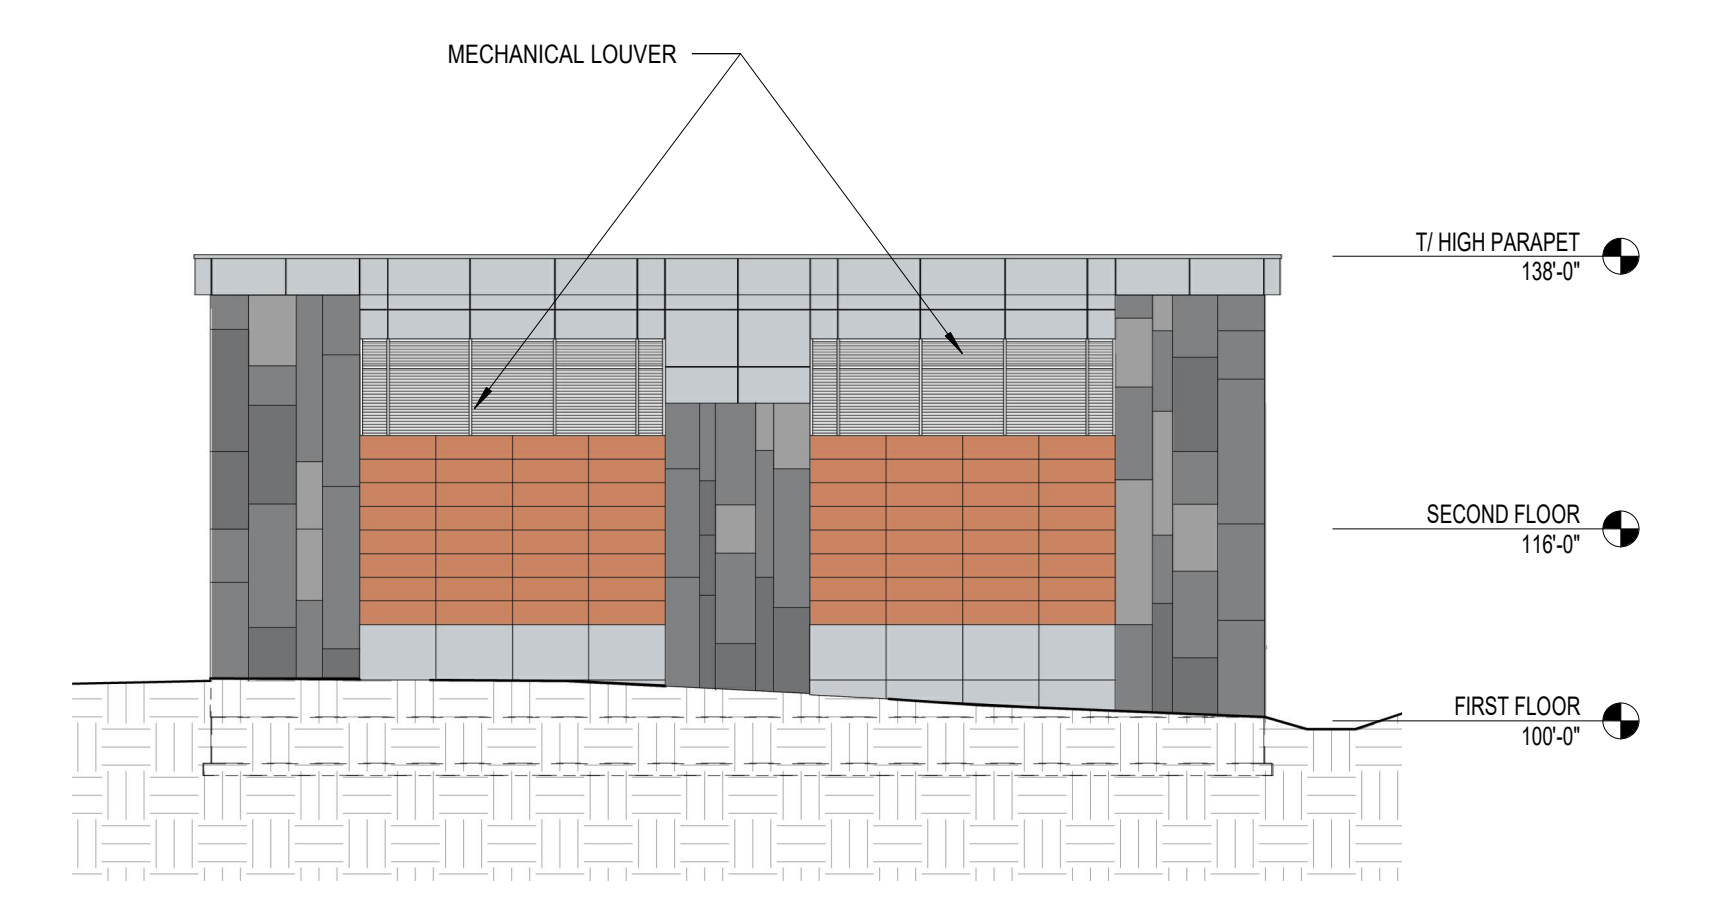 MECHANICAL LOUVER
T/ HIGH PARAPET
138'-0"
SECOND FLOOR
116'-0"
FIRST FLOOR
100'-0"